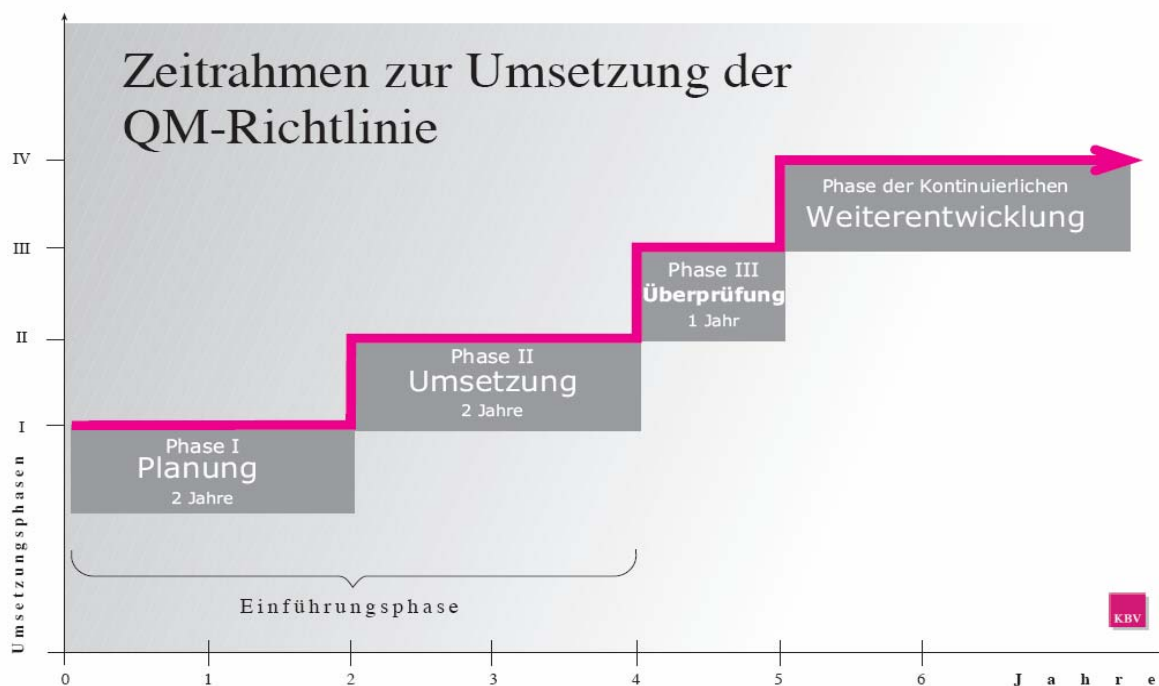 Zeitrahmen zur Umsetzung der
QM-Richtlinie
IV
III
II
I
Umsetzungsphasen
Phase der Kontinuierlichen
Weiterentwicklung
Phase III
Überprüfung
1 Jahr
Phase II
Umsetzung
2 Jahre
Phase I
Planung
2 Jahre
Einführungsphase
KBV
0 1 2 3 4 5 6 Jahre